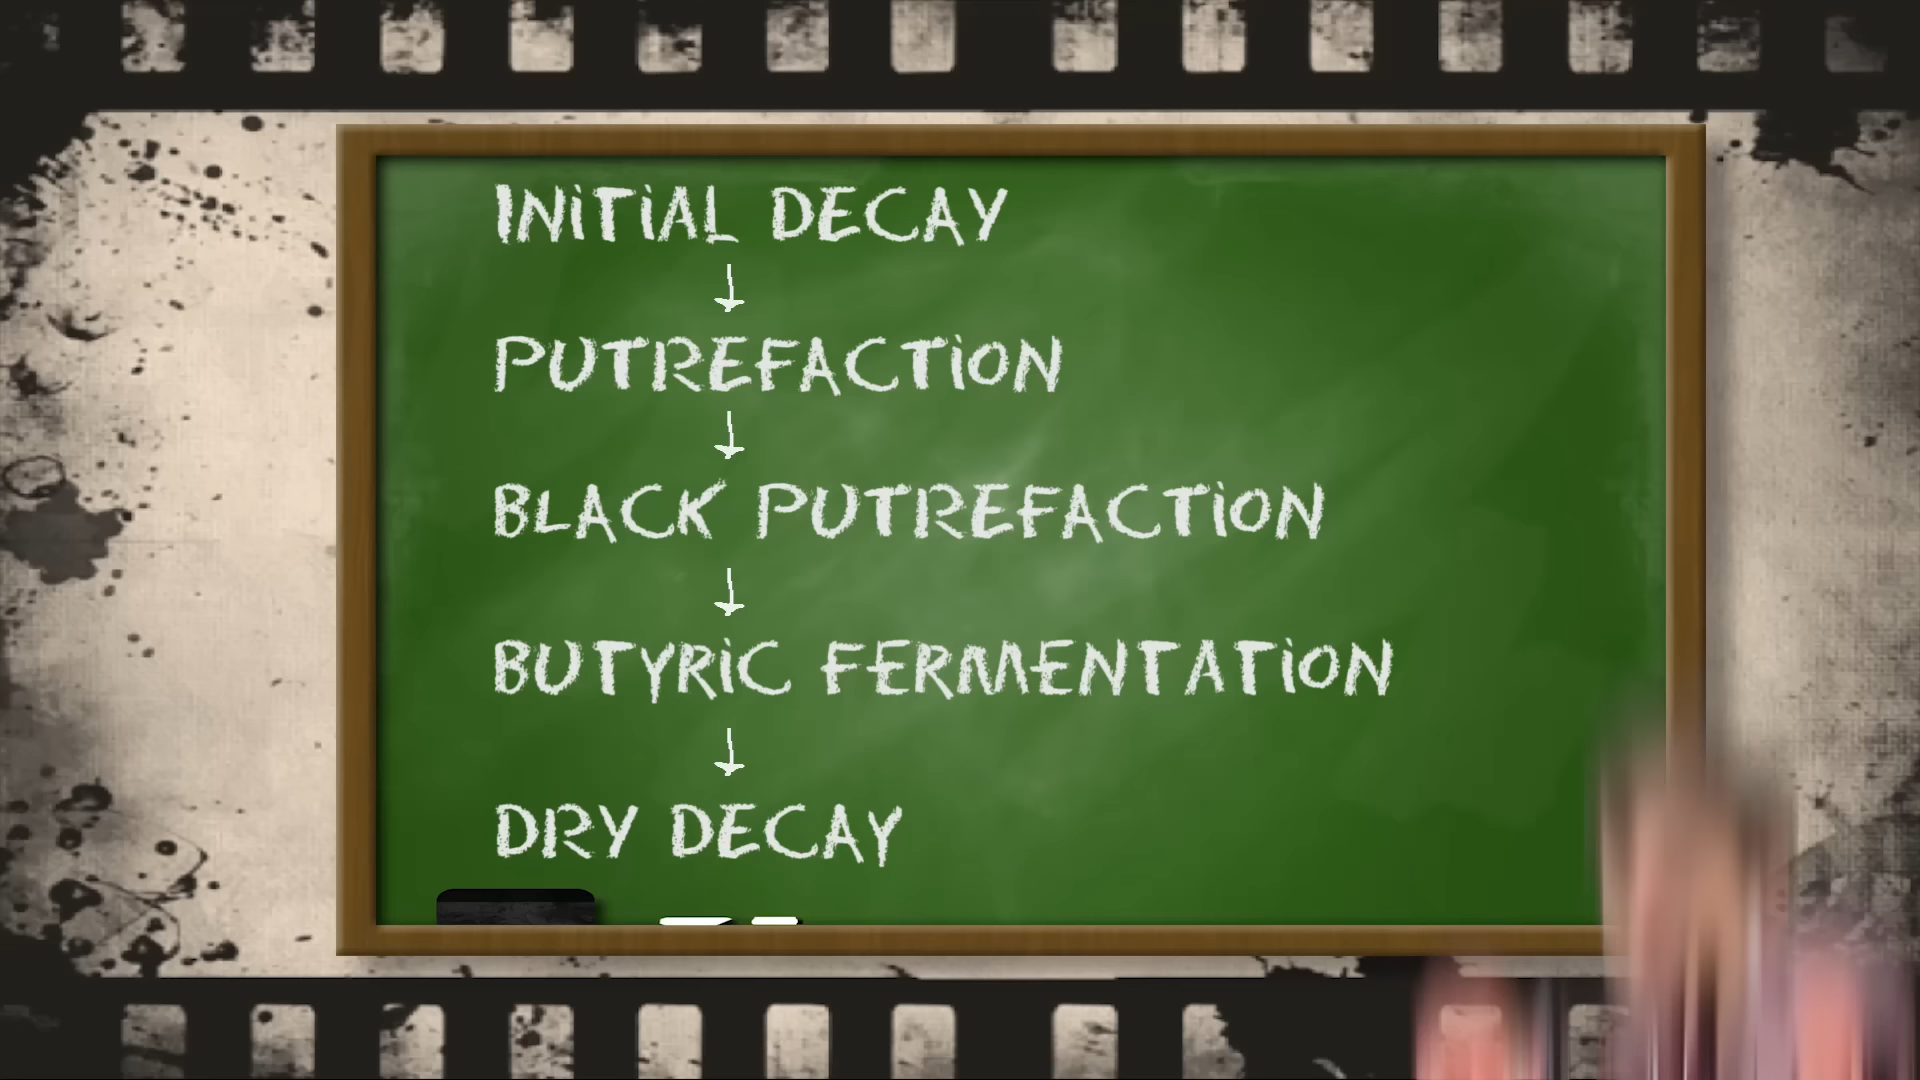 INITIAL DECAY
PUTREFACTION
BLACK PUTREFACTION
BUTYRIC FERMENTATION
DRY DECAY